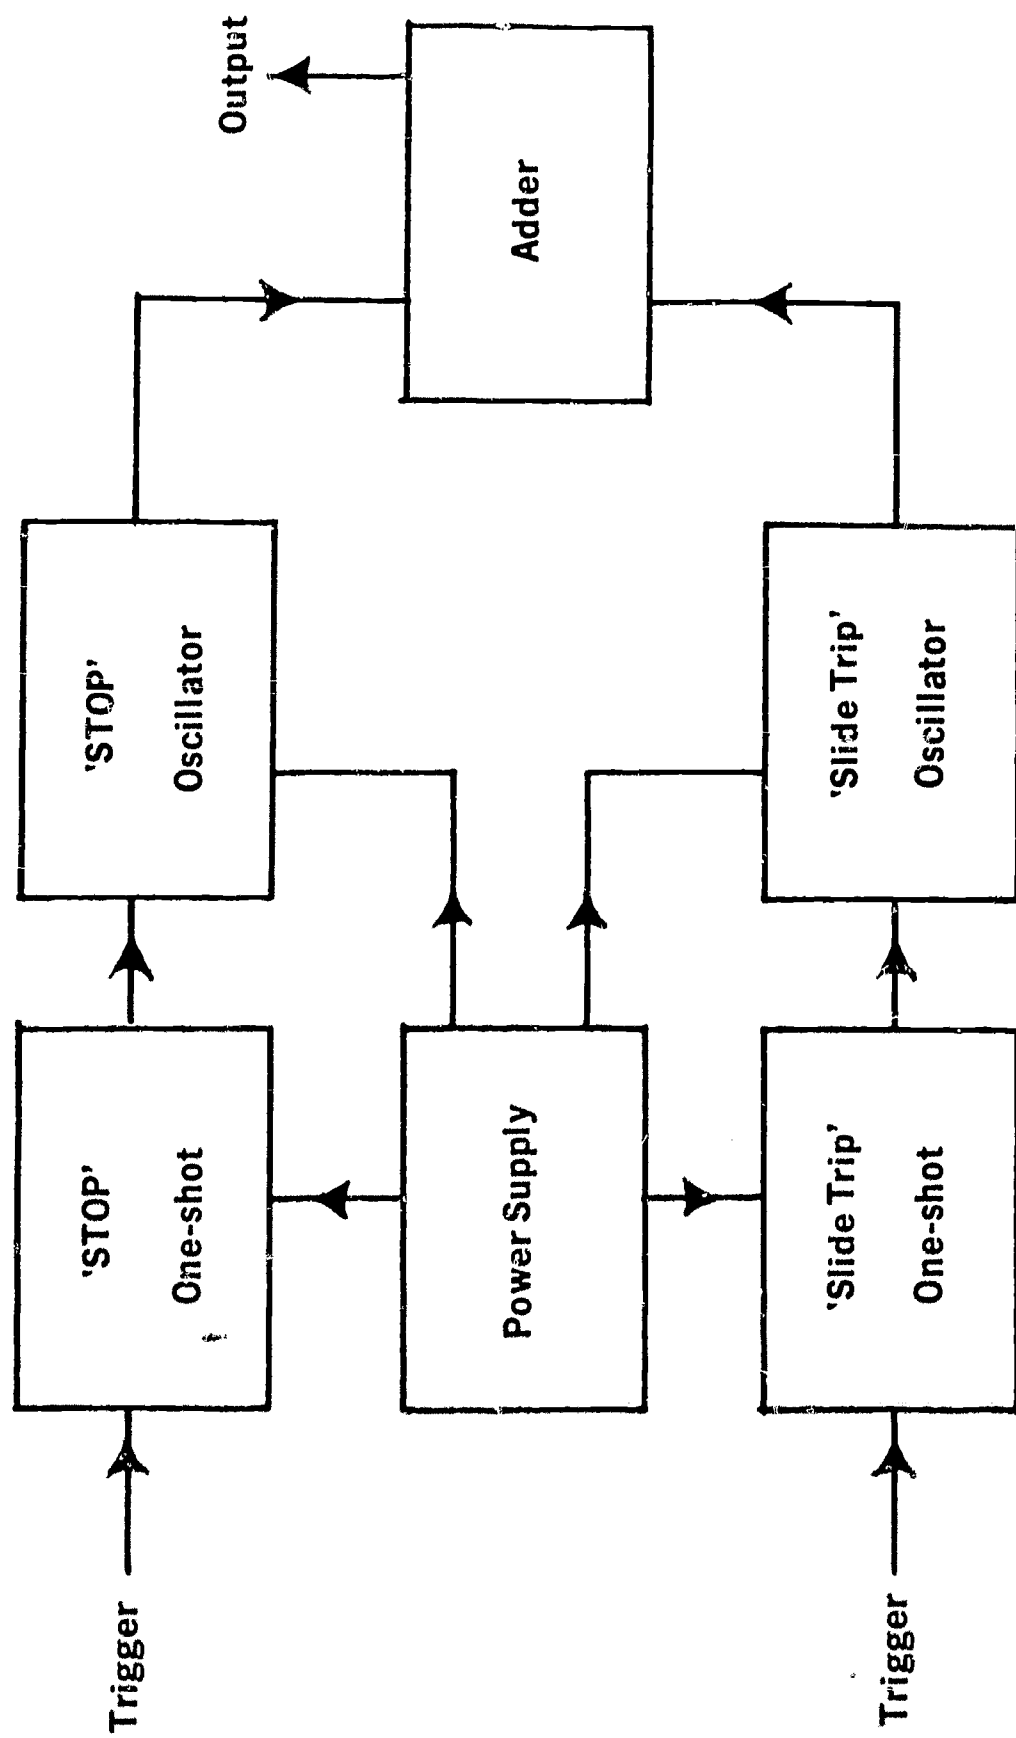 Trigger
'STOP'
One-shot
'STOP'
Oscillator
Output
Power Supply
Adder
Trigger
'Slide Trip'
One-shot
'Slide Trip'
Oscillator